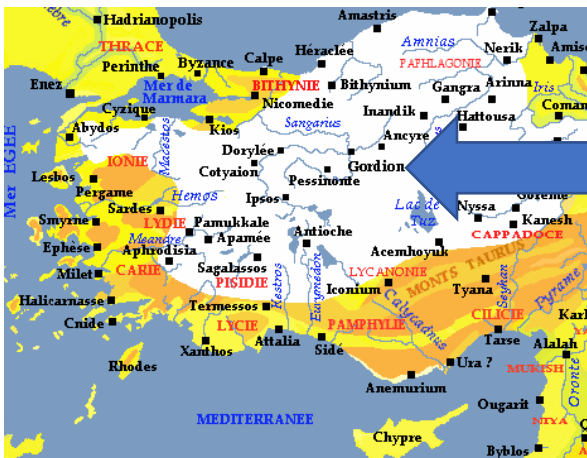 Hadrianopolis
THRACE
Perinthe
Byzance
Calpe
Héraclée
Amastris
Amnias
Zalpa
Nerik
Amise
PAPHLAGONIE
Enez
Mer de
Marmara
BITHYNIE
Bithynium
Gangra
Arinna
Iris
Coman
Cyzique
Nicomedie
Inandik
Hattousa
Abydos
Kios
Sangarius
Ancyre
Mer EGEE
Macestos
Dorylée
Gordion
IONIE
Cotyaion
Pessinonte
Lesbos
Pergame
Hemos
Ipsos
Lac de
Tuz
Nyssa
Goreme
Sardes
Kanesh
Smyrne
LYDIE
Pamukkale
CAPPADOCE
Meandre
Apamée
Antioche
Ephèse
Aphrodisia
Acemhoyuk
MONTS TAURUS
Milet
CARIE
Sagalassos
PISIDIE
LYCANONIE
Iconium
Tyana
Seyhan
Pyrame
Halicarnasse
Kestros
Eurymedon
Calycadnus
Termessos
CILICIE
Karl
Cnide
LYCIE
PAMPHYLIE
Tarse
Alalah
Xanthos
Attalia
Sidé
Ura ?
MUKISH
Rhodes
Anemurium
Oronte
Ougarit
MEDITERRANEE
NIYA
Chypre
Byblos